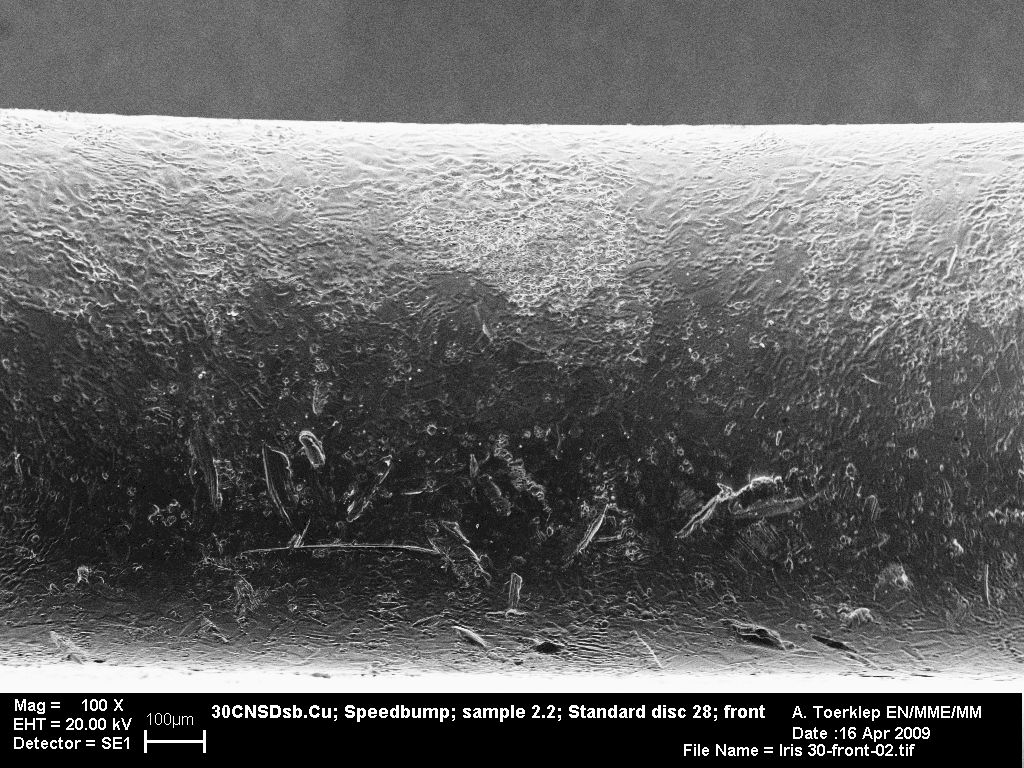 Mag = 100 X
EHT = 20.00 kV
Detector = SE1
100µm
30CNSDsb.Cu; Speedbump; sample 2.2; Standard disc 28; front
A. Toerklep EN/MME/MM
Date :16 Apr 2009
File Name = Iris 30-front-02.tif